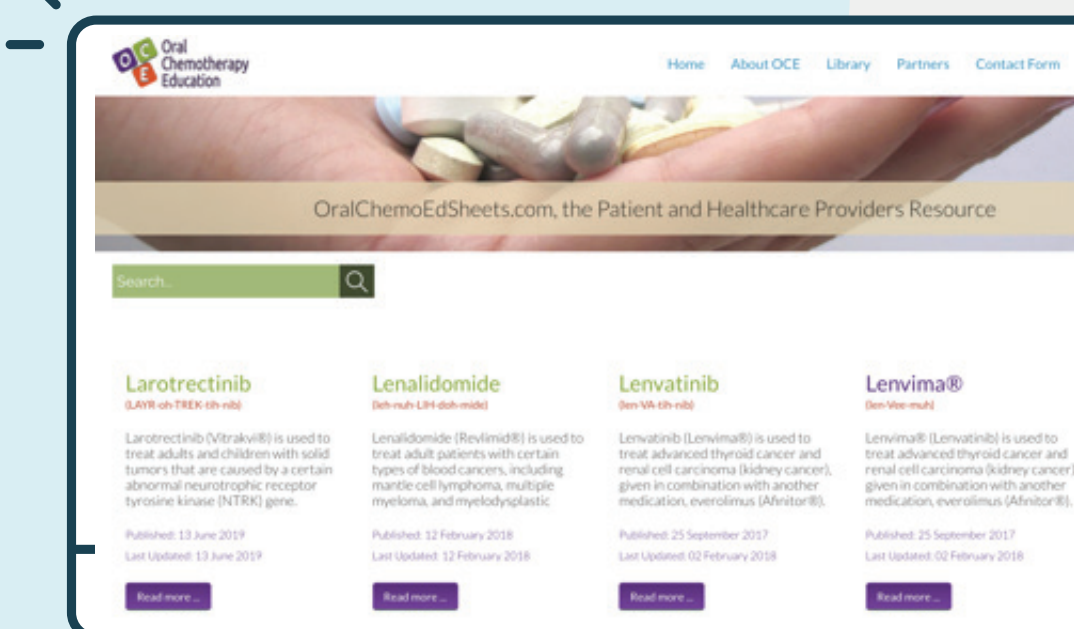 O C E
Oral
Chemotherapy
Education
Home About OCE Library Partners Contact Form
OralChemoEdSheets.com, the Patient and Healthcare Providers Resource
Search..
Larotrectinib
(LAYR-oh-TREK-tih-nib)
Larotrectinib (Vitrakvi®) is used to
treat adults and children with solid
tumors that are caused by a certain
abnormal neurotrophic receptor
tyrosine kinase (NTRK) gene.
Published: 13 June 2019
Last Updated: 13 June 2019
Read more ...
Lenalidomide
(leh-nuh-LIH-doh-mide)
Lenalidomide (Revlimid®) is used to
treat adult patients with certain
types of blood cancers, including
mantle cell lymphoma, multiple
myeloma, and myelodysplastic
Published: 12 February 2018
Last Updated: 12 February 2018
Read more ...
Lenvatinib
(len-VA-tih-nib)
Lenvatinib (Lenvima®) is used to
treat advanced thyroid cancer and
renal cell carcinoma (kidney cancer),
given in combination with another
medication, everolimus (Afinitor®).
Published: 25 September 2017
Last Updated: 02 February 2018
Read more ...
Lenvima®
(len-Vee-muh)
Lenvima® (Lenvatinib) is used to
treat advanced thyroid cancer and
renal cell carcinoma (kidney cancer)
given in combination with another
medication, everolimus (Afinitor®).
Published: 25 September 2017
Last Updated: 02 February 2018
Read more ...